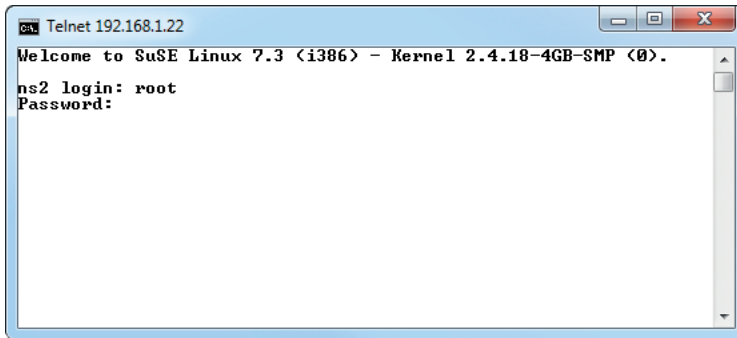 Telnet 192.168.1.22
Welcome to SuSE Linux 7.3 (i386) - Kernel 2.4.18-4GB-SMP (0).
ns2 login: root
Password: